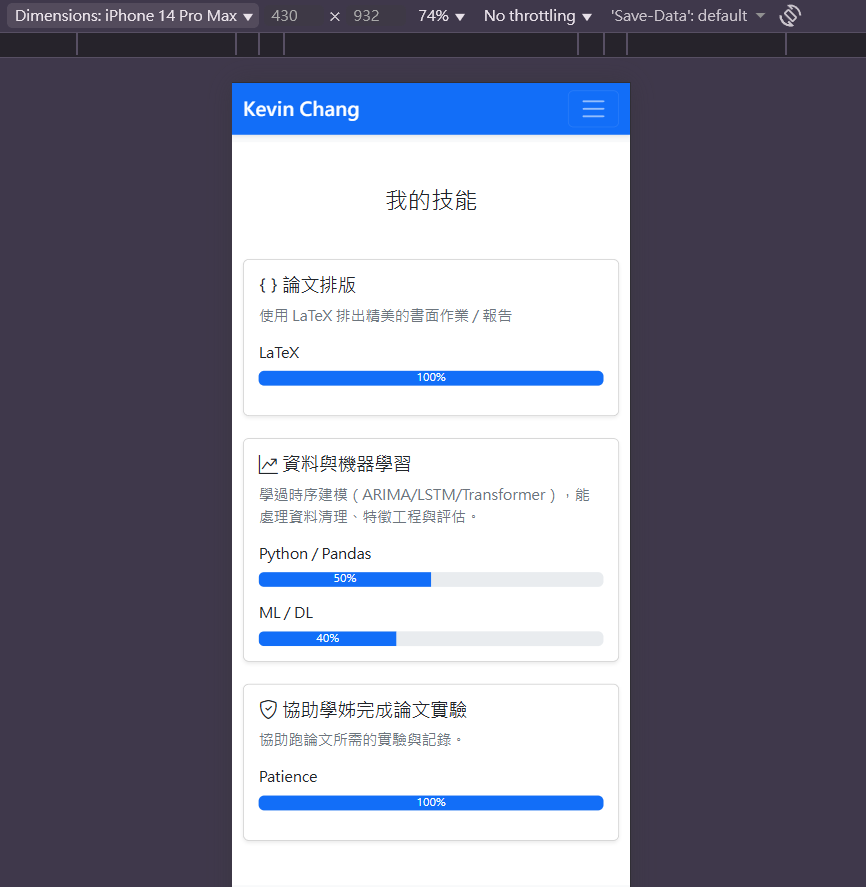 Dimensions: iPhone 14 Pro Max ▼ 430 × 932 74% ▼ No throttling ▼ 'Save-Data': default ▼
Kevin Chang
我的技能
{ } 論文排版
使用 LaTeX 排出精美的書面作業 / 報告
LaTeX
100%
資料與機器學習
學過時序建模（ARIMA/LSTM/Transformer），能
處理資料清理、特徵工程與評估。
Python / Pandas
50%
ML / DL
40%
協助學姊完成論文實驗
協助跑論文所需的實驗與記錄。
Patience
100%